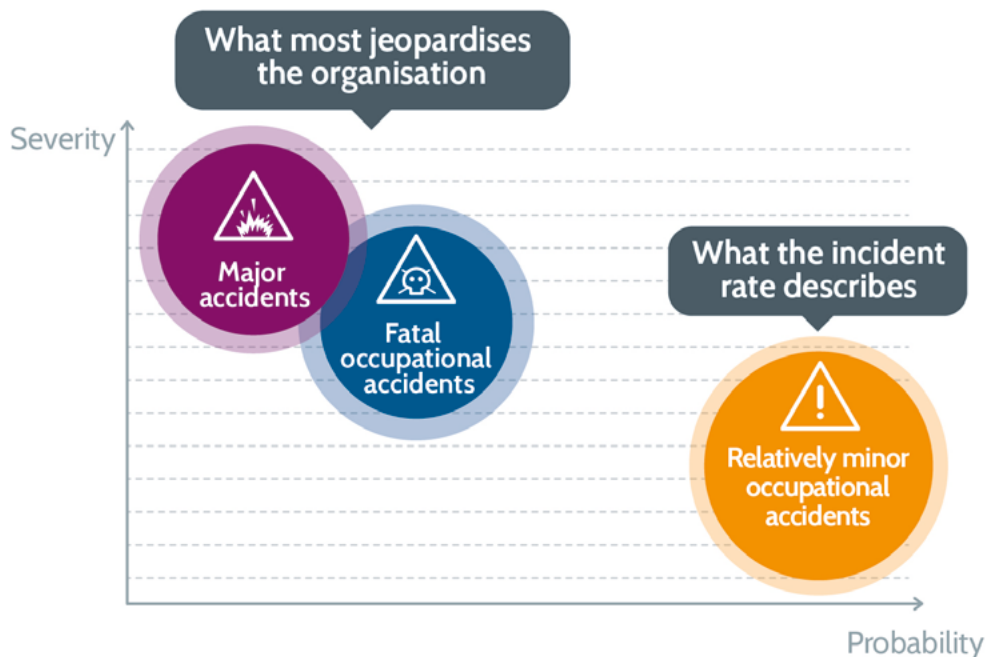 What most jeopardises
the organisation
Severity
Major
accidents
Fatal
occupational
accidents
What the incident
rate describes
Relatively minor
occupational
accidents
Probability